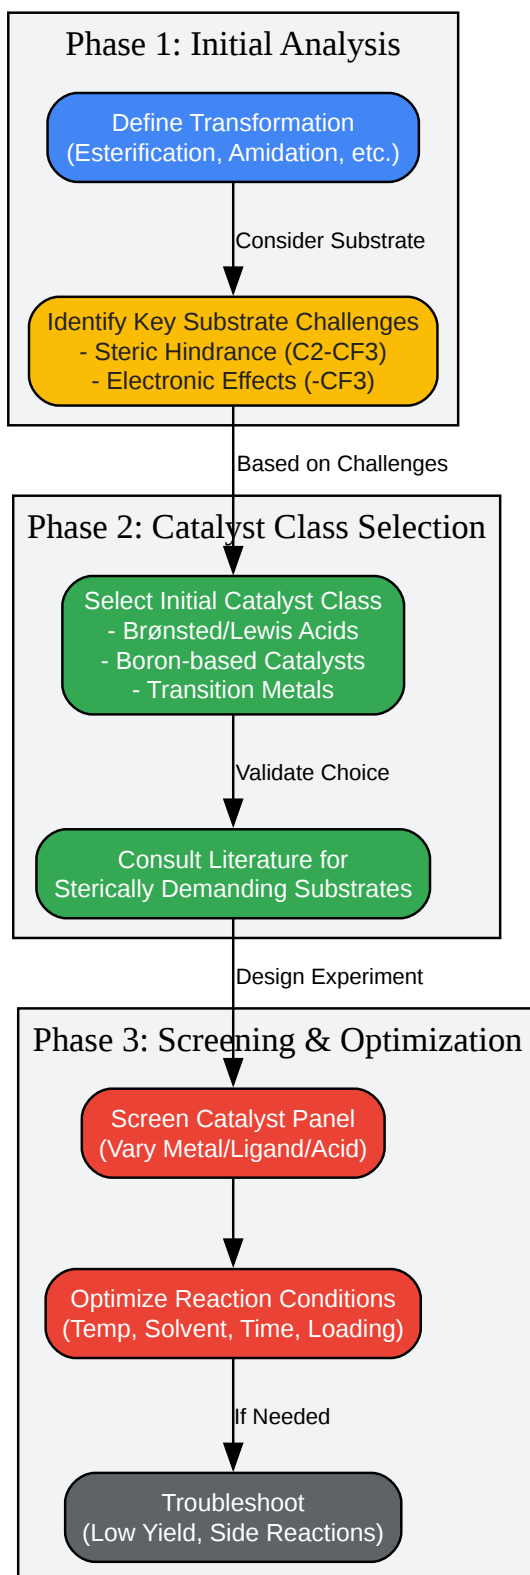 Phase 1: Initial Analysis
Define Transformation
(Esterification, Amidation, etc.)
Consider Substrate
Identify Key Substrate Challenges
- Steric Hindrance (C2-CF3)
- Electronic Effects (-CF3)
Based on Challenges
Phase 2: Catalyst Class Selection
Select Initial Catalyst Class
- Brønsted/Lewis Acids
- Boron-based Catalysts
- Transition Metals
Validate Choice
Consult Literature for
Sterically Demanding Substrates
Design Experiment
Phase 3: Screening & Optimization
Screen Catalyst Panel
(Vary Metal/Ligand/Acid)
Optimize Reaction Conditions
(Temp, Solvent, Time, Loading)
If Needed
Troubleshoot
(Low Yield, Side Reactions)